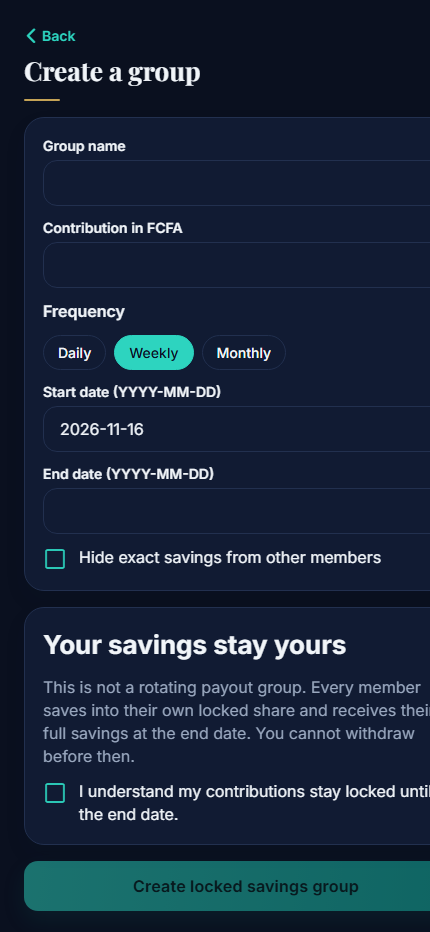 Back
Create a group
Group name
Contribution in FCFA
Frequency
Daily Weekly Monthly
Start date (YYYY-MM-DD)
2026-11-16
End date (YYYY-MM-DD)
Hide exact savings from other members
Your savings stay yours
This is not a rotating payout group. Every member
saves into their own locked share and receives their
full savings at the end date. You cannot withdraw
before then.
I understand my contributions stay locked until
the end date.
Create locked savings group